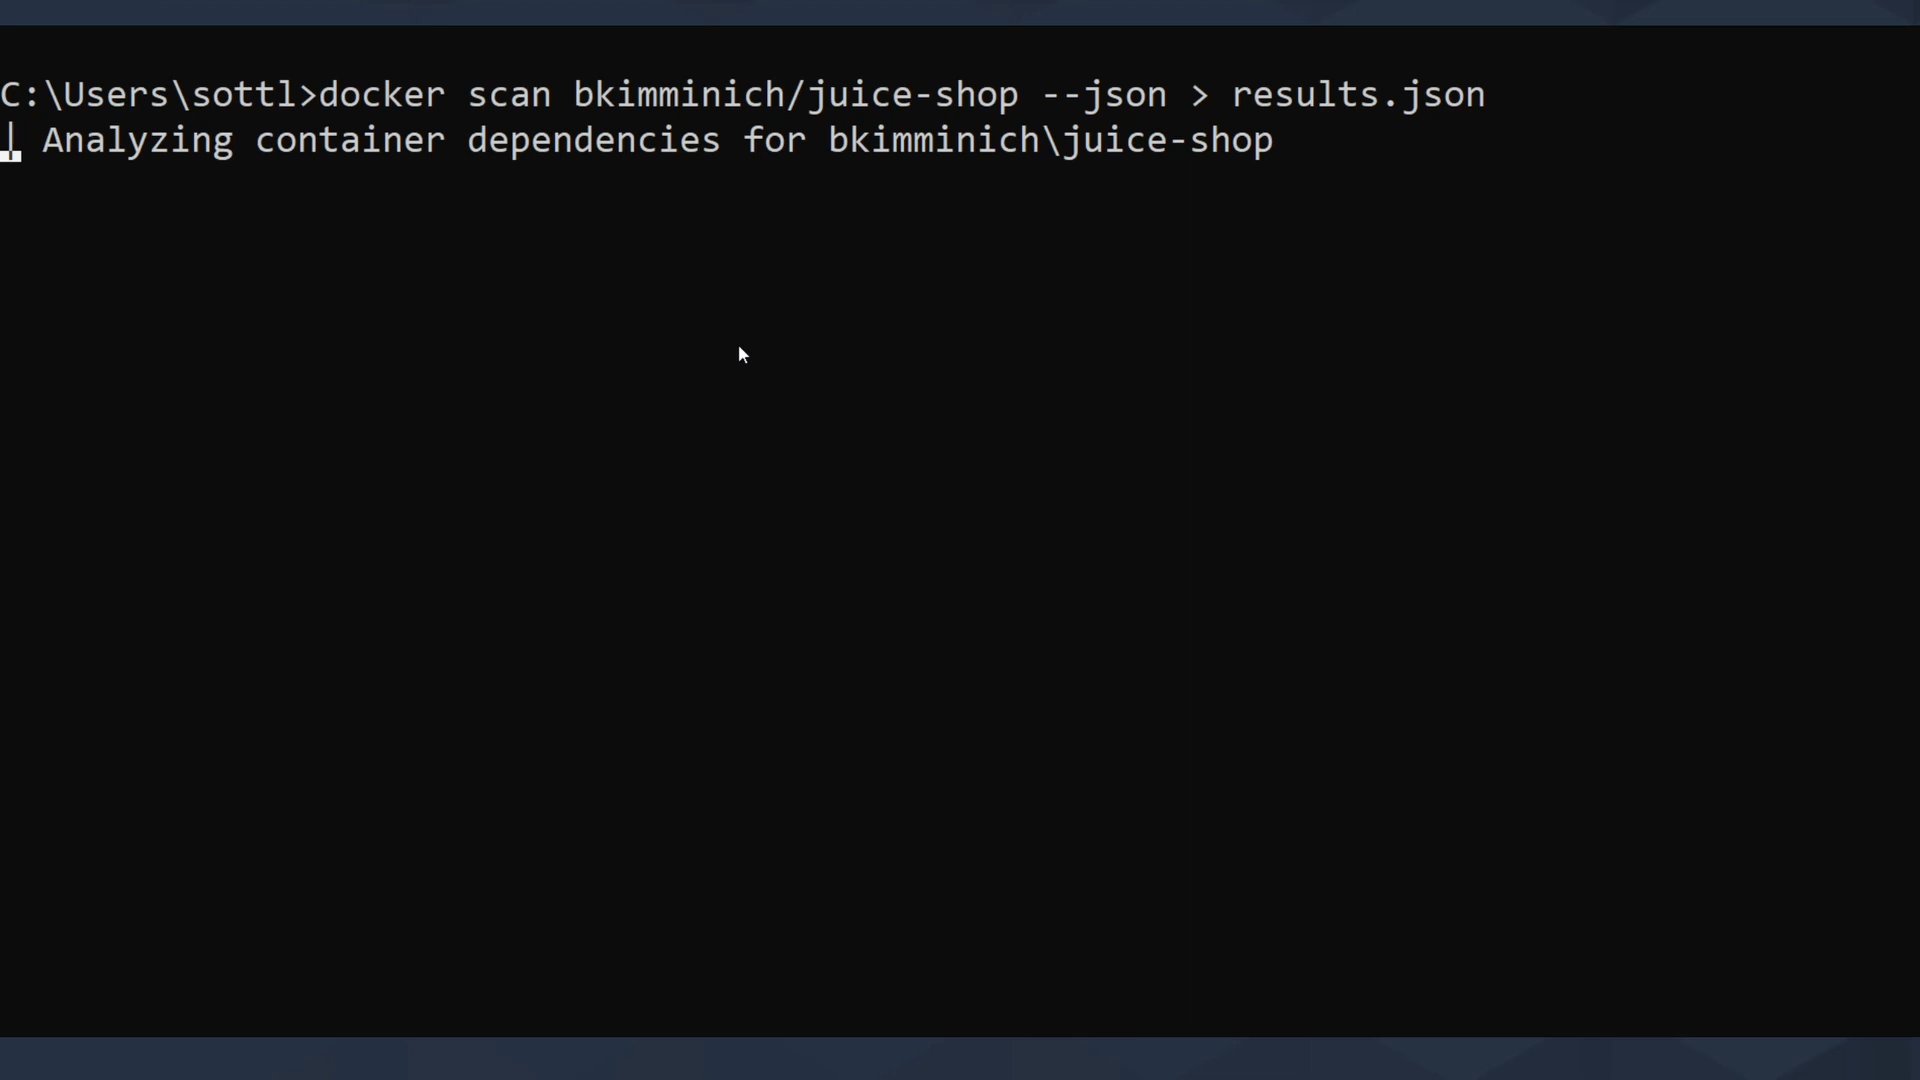 C:\Users\sottl>docker scan bkimminich/juice-shop --json > results.json
| Analyzing container dependencies for bkimminich\juice-shop